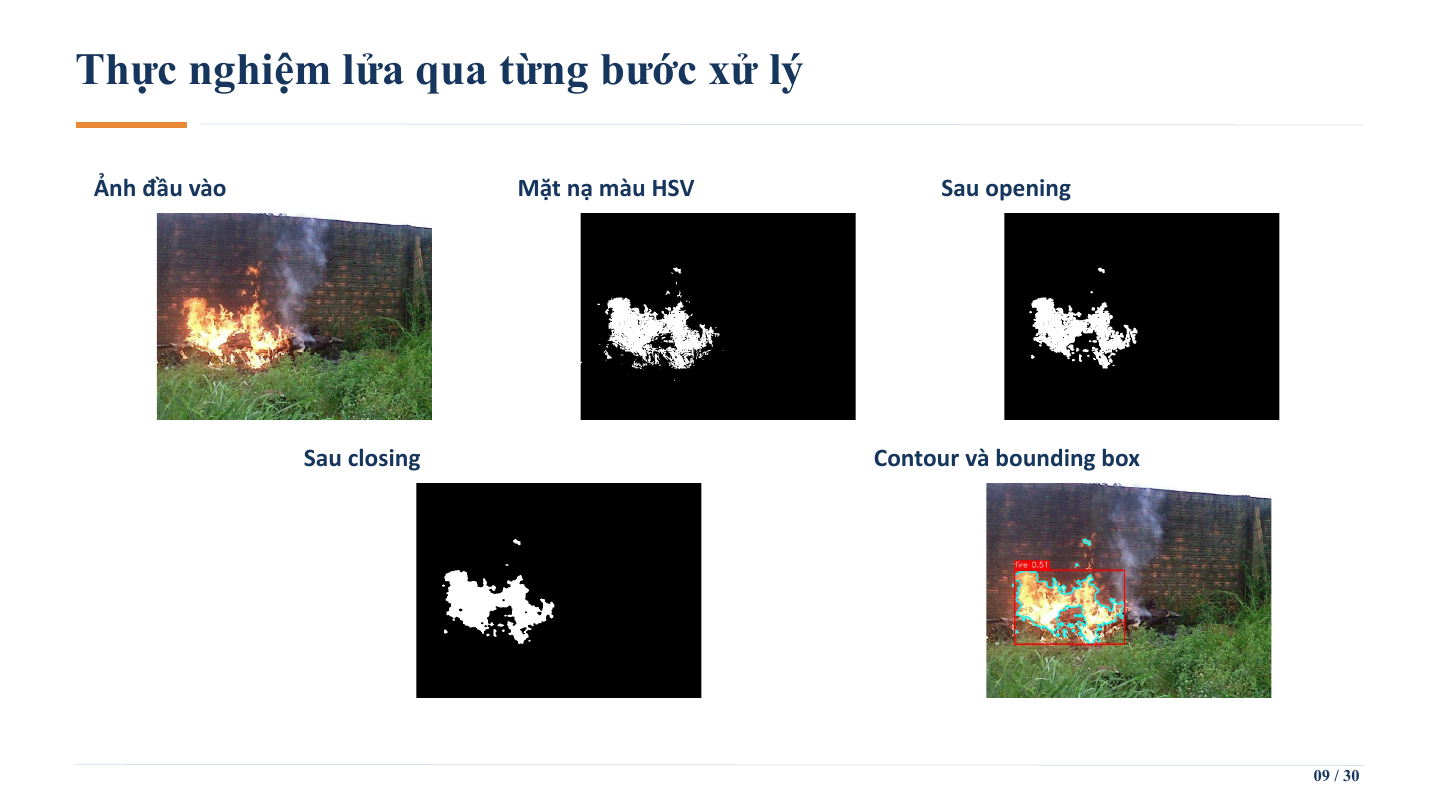 Thực nghiệm lửa qua từng bước xử lý
Ảnh đầu vào
Mặt nạ màu HSV
Sau opening
Sau closing
Contour và bounding box
fire 0.51
09 / 30